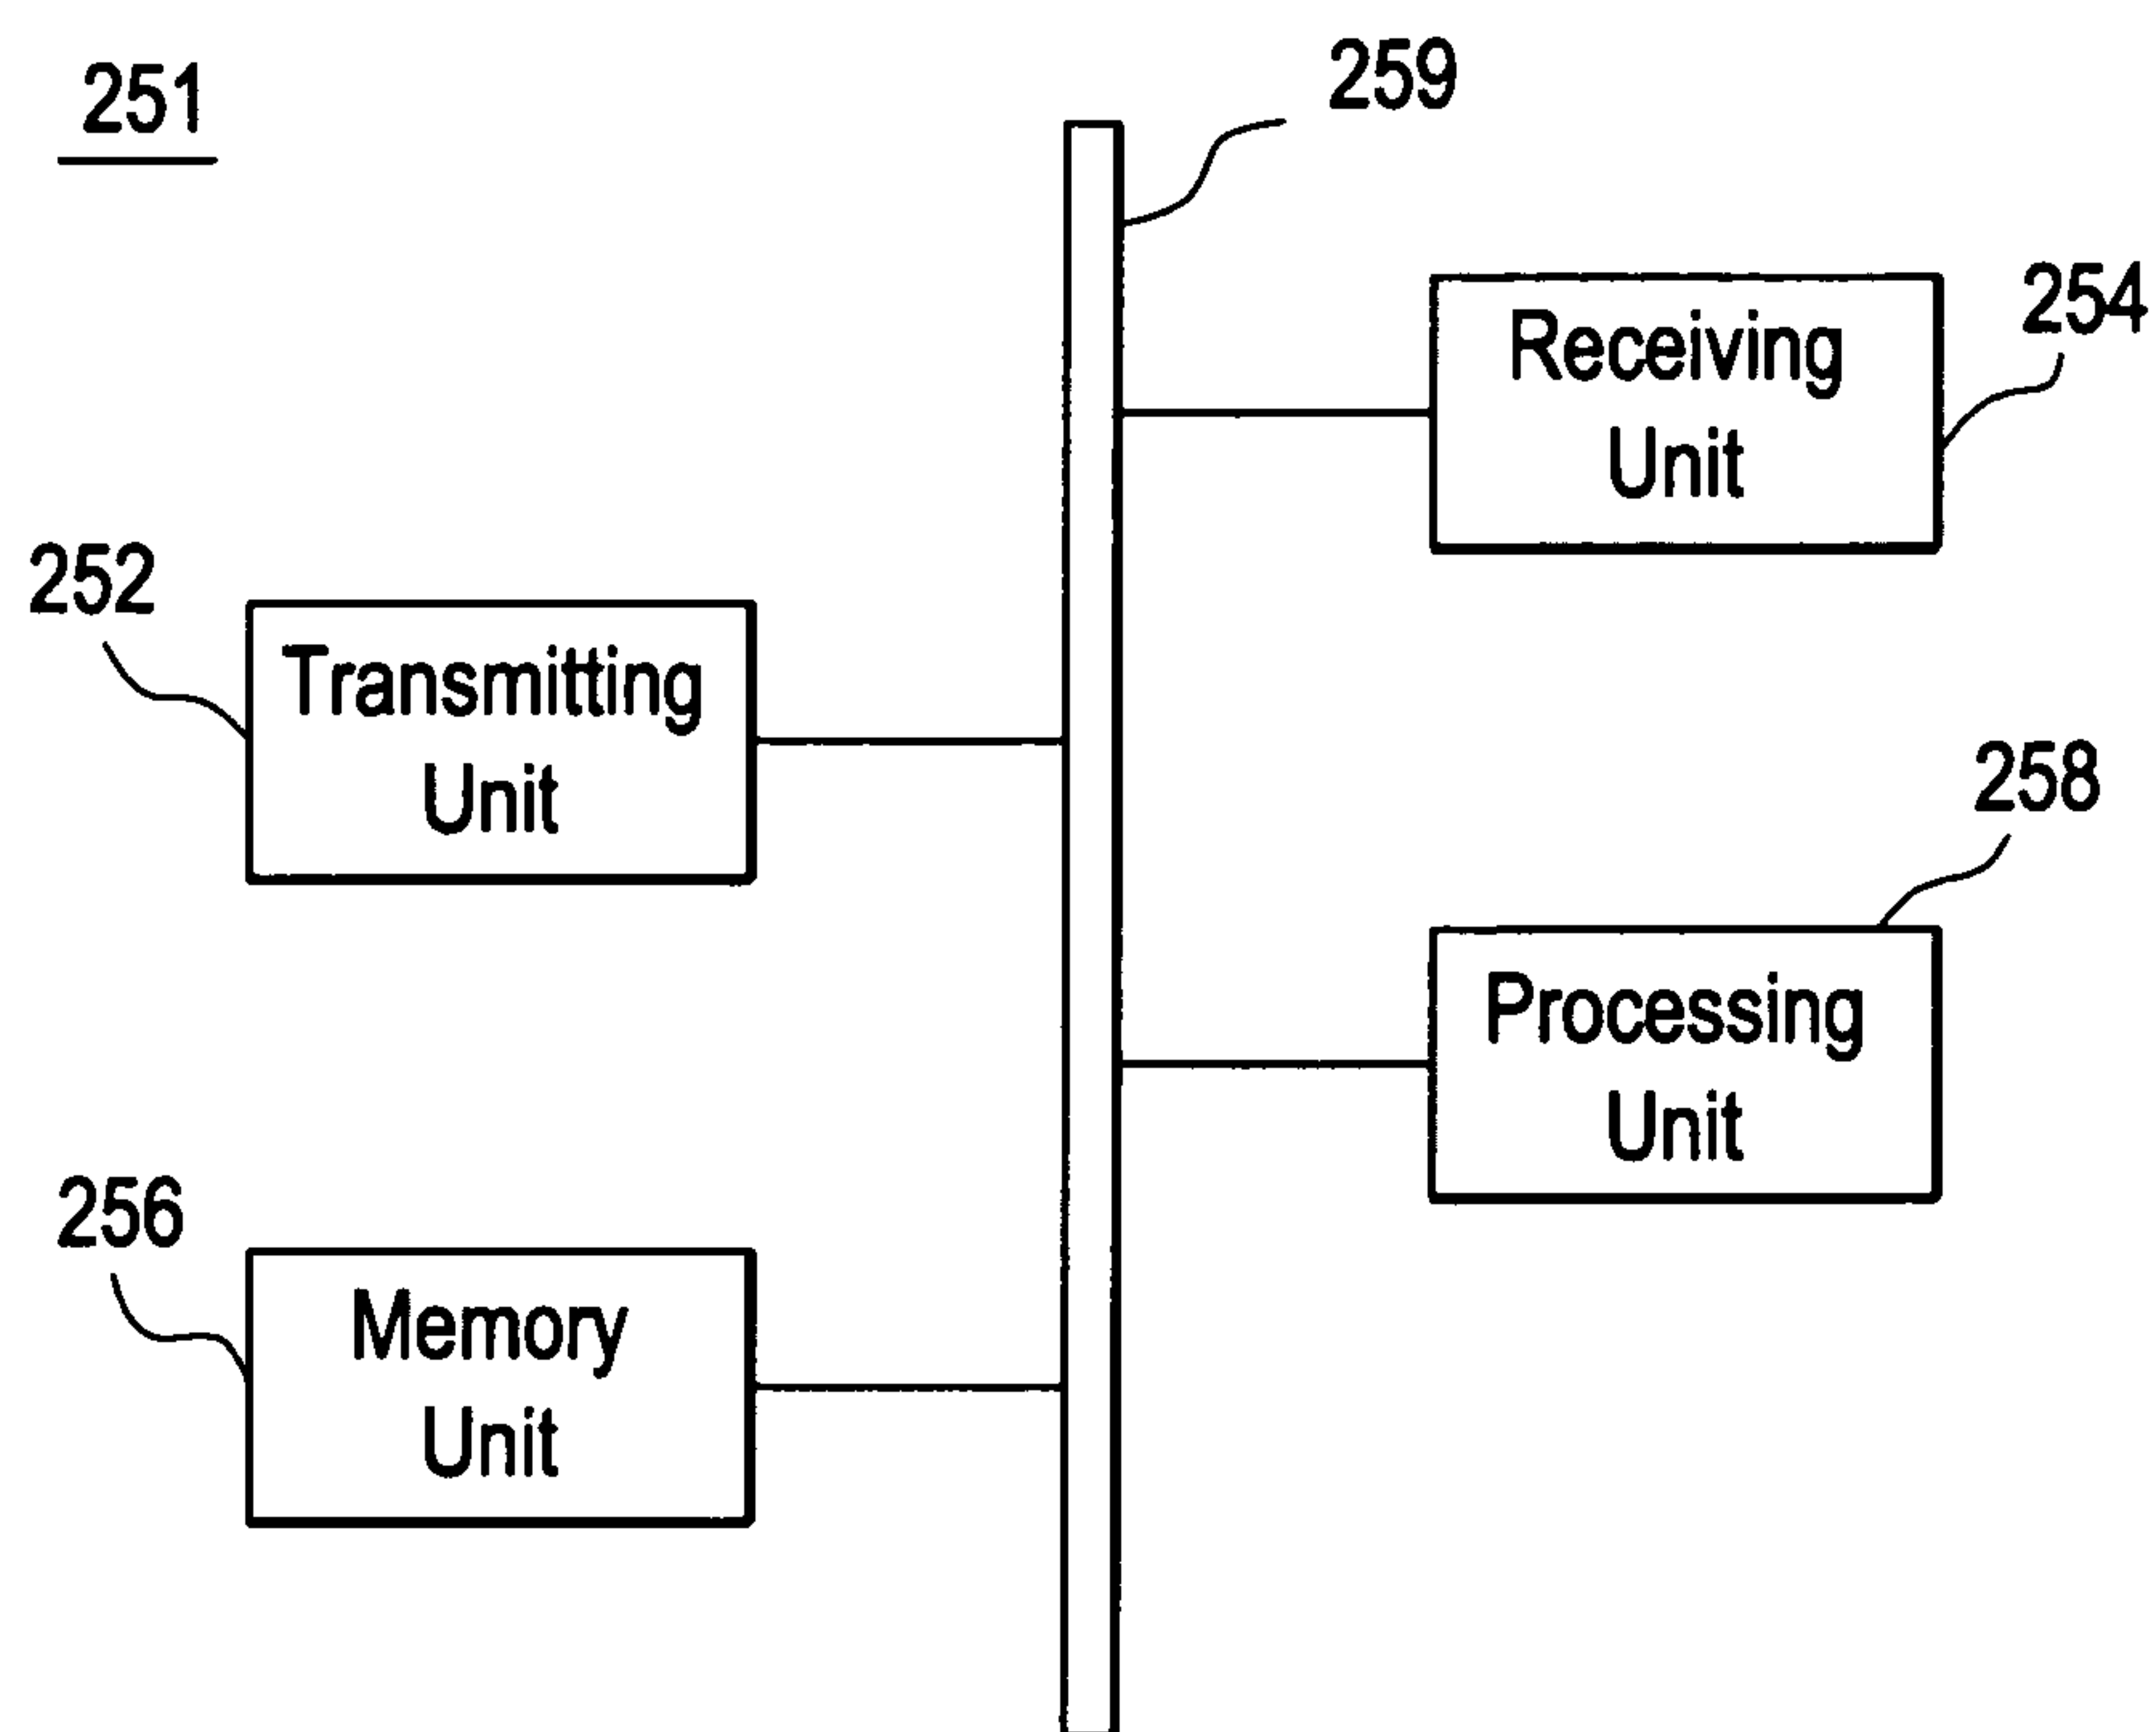 251
259
254
Receiving
Unit
252
Transmitting
Unit
258
Processing
Unit
256
Memory
Unit